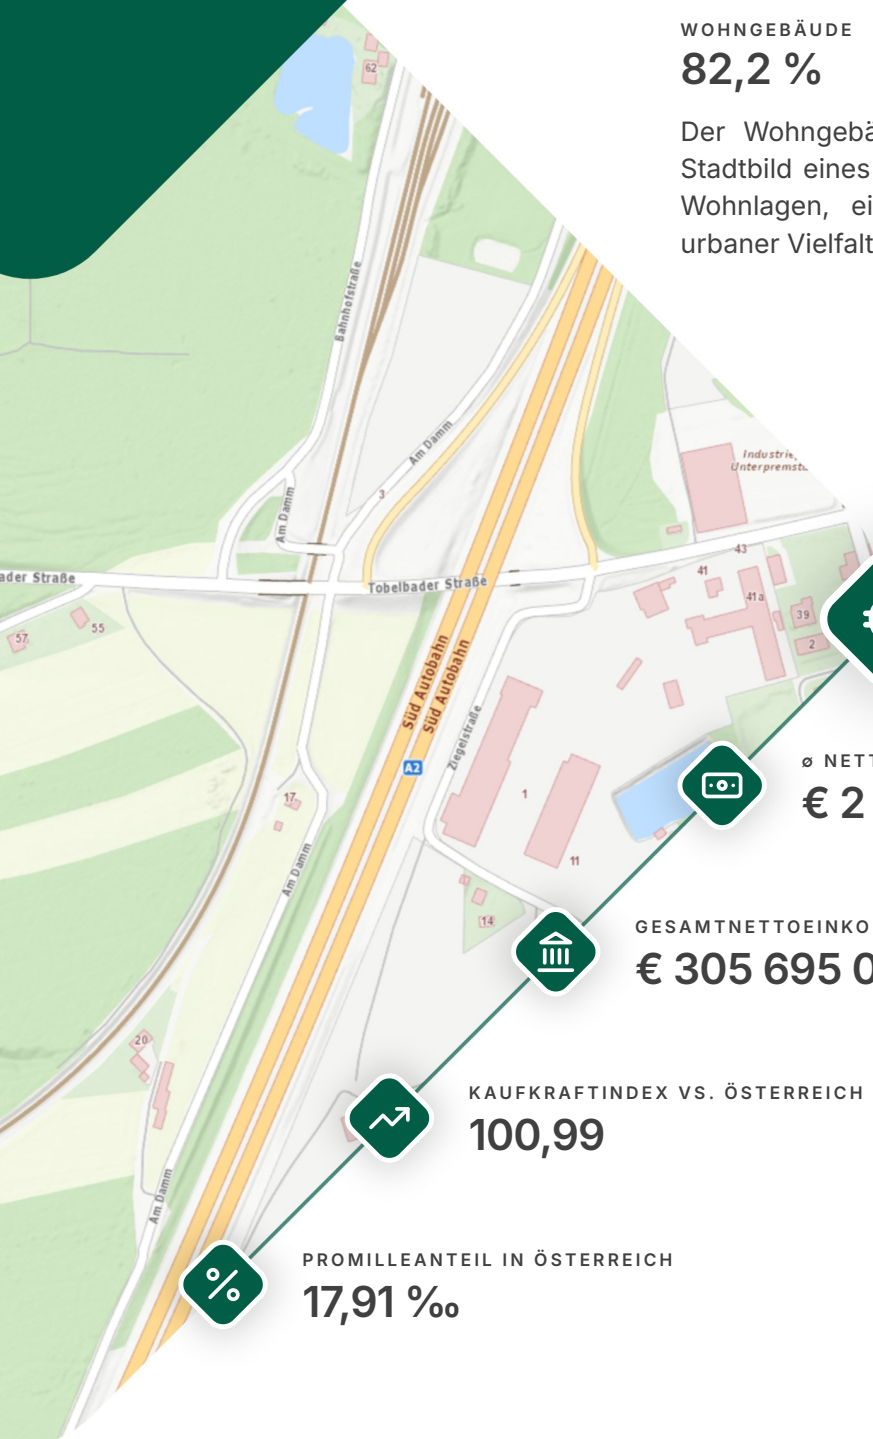 WOHNGEBÄUDE
82,2 %
Der Wohngebä
Stadtbild eines
Wohnlagen, ei
urbaner Vielfalt
62
Bahnhofstraße
Am Damm
3
Am Damm
Industrie
Unterpremst
43
ader Straße
Tobelbader Straße
41
41a
39
2
57
55
Süd Autobahn
Süd Autobahn
Ziegelstraße
A2
17
1
11
14
Am Damm
ø NETT
€ 2
GESAMTNETTOEINKO
€ 305 695 0
20
KAUFKRAFTINDEX VS. ÖSTERREICH
100,99
Am Damm
PROMILLEANTEIL IN ÖSTERREICH
17,91 ‰